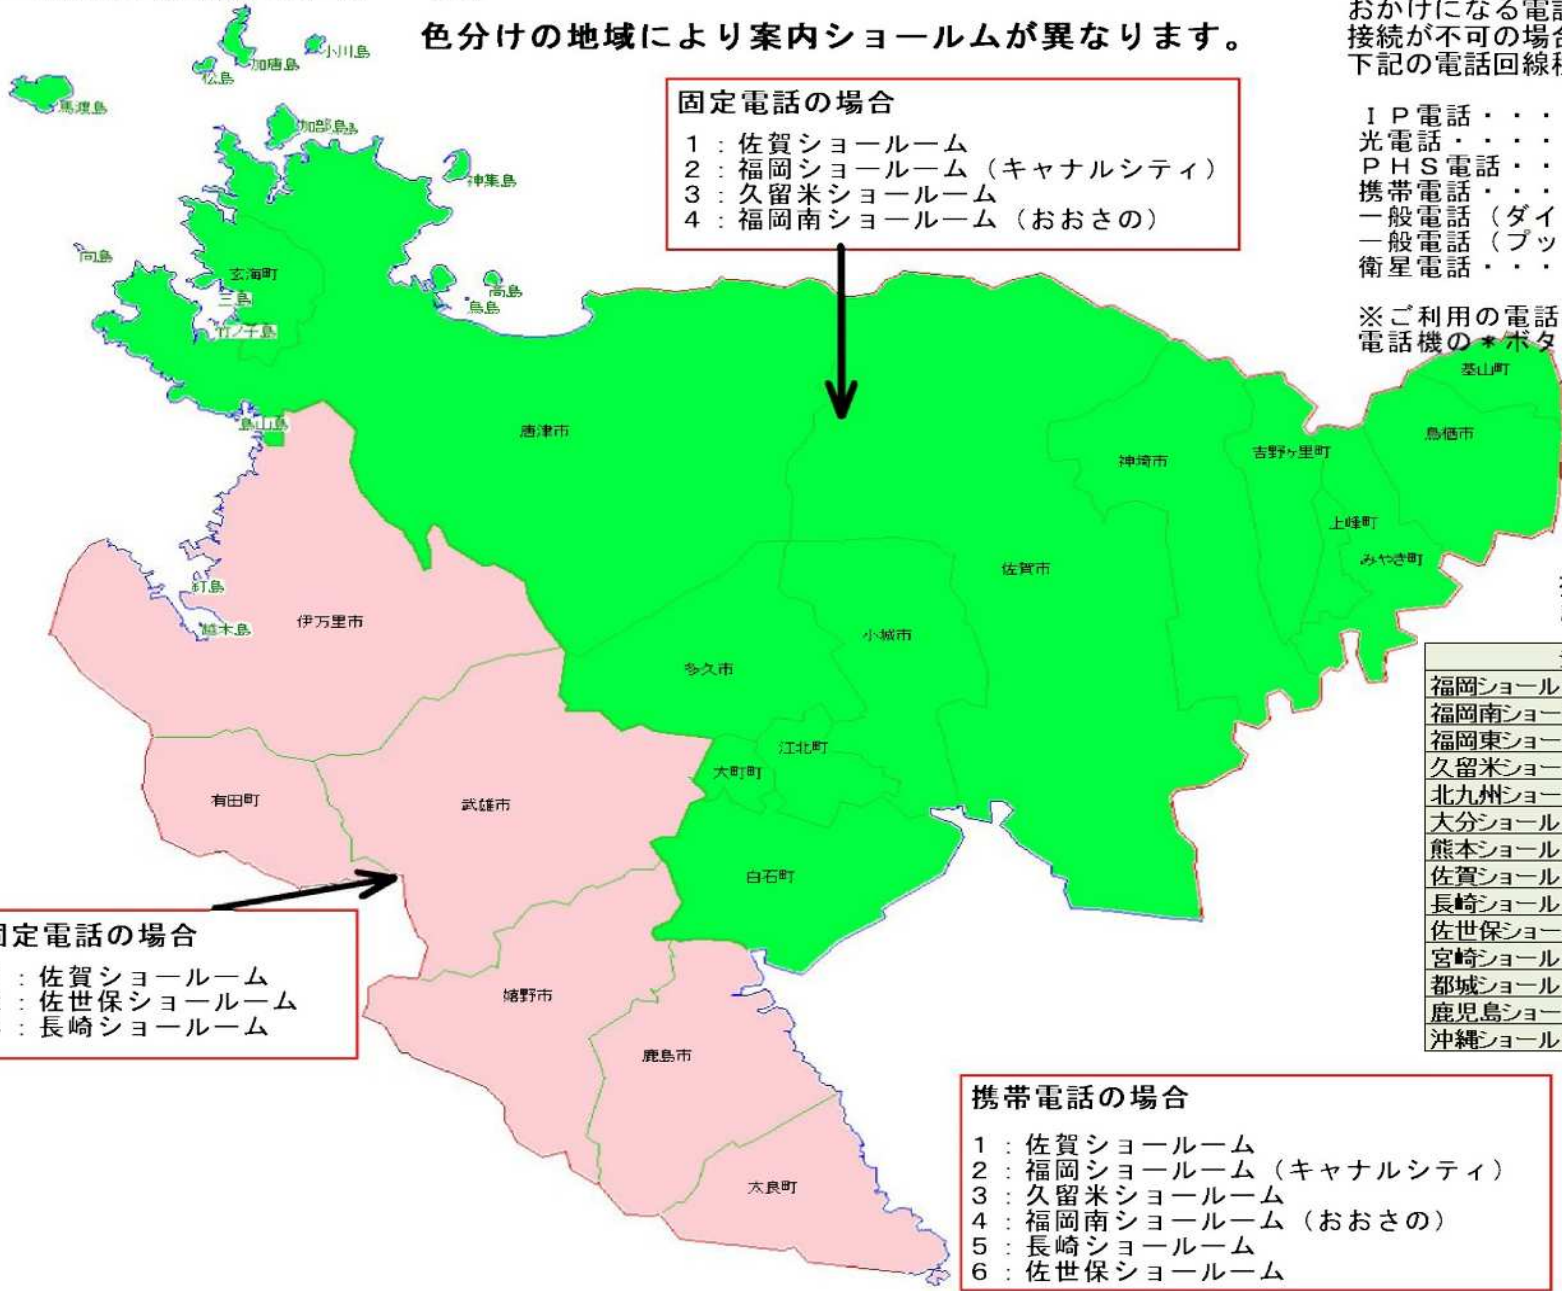 色分けの地域により案内ショールムが異なります。
おかけになる電話
接続が不可の場合
下記の電話回線種
ＩＰ電話・・・
光電話・・・・
ＰＨＳ電話・・
携帯電話・・・
一般電話（ダイ
一般電話（プッ
衛星電話・・・
※ご利用の電話
電話機の＊ボタ
固定電話の場合
1：佐賀ショールーム
2：福岡ショールーム（キャナルシティ）
3：久留米ショールーム
4：福岡南ショールーム（おおさの）
小川島
加唐島
松島
馬渡島
加部島
神集島
向島
玄海町
三島
竹ノ子島
高島
鳥島
鳥山島
唐津市
基山町
鳥栖市
神埼市
吉野ヶ里町
上峰町
みやき町
佐賀市
伊万里市
小城市
多久市
江北町
大町町
有田町
武雄市
白石町
嬉野市
鹿島市
太良町
固定電話の場合
：佐賀ショールーム
：佐世保ショールーム
：長崎ショールーム
福岡ショール
福岡南ショー
福岡東ショー
久留米ショー
北九州ショー
大分ショール
熊本ショール
佐賀ショール
長崎ショール
佐世保ショー
宮崎ショール
都城ショール
鹿児島ショー
沖縄ショール
携帯電話の場合
1：佐賀ショールーム
2：福岡ショールーム（キャナルシティ）
3：久留米ショールーム
4：福岡南ショールーム（おおさの）
5：長崎ショールーム
6：佐世保ショールーム